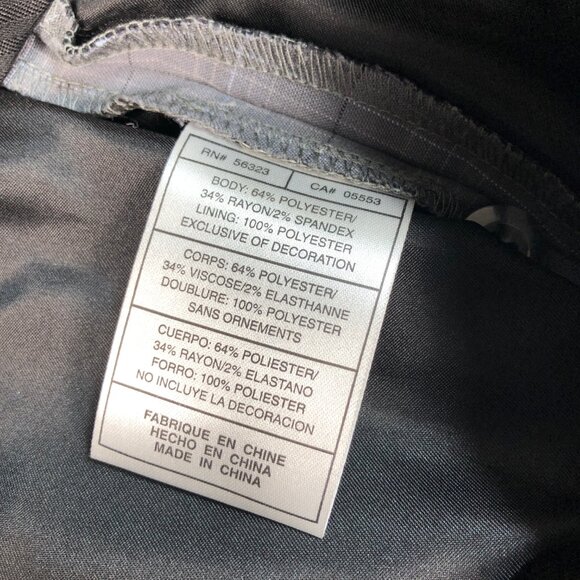 RN# 56323 CA# 05553
BODY: 64% POLYESTER/
34% RAYON/2% SPANDEX
LINING: 100% POLYESTER
EXCLUSIVE OF DECORATION
CORPS: 64% POLYESTER/
34% VISCOSE/2% ELASTHANNE
DOUBLURE: 100% POLYESTER
SANS ORNEMENTS
CUERPO: 64% POLIESTER/
34% RAYON/2% ELASTANO
FORRO: 100% POLIESTER
NO INCLUYE LA DECORACION
FABRIQUE EN CHINE
HECHO EN CHINA
MADE IN CHINA